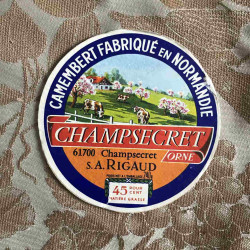 CAMEMBERT FABRIQUÉ EN NORMANDIE
CHAMPSECRET
ORNE
61700 Champsecret
S.A. RIGAUD
45 POUR CENT
MATIÈRE GRASSE